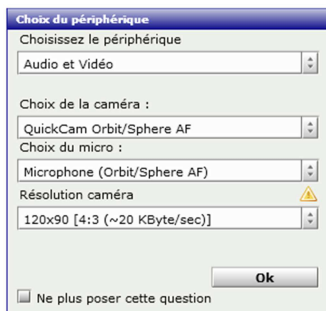 Choix du périphérique
Choisissez le périphérique
Audio et Vidéo
Choix de la caméra :
QuickCam Orbit/Sphere AF
Choix du micro :
Microphone (Orbit/Sphere AF)
Résolution caméra
120x90 [4:3 (~20 KByte/sec)]
Ok
Ne plus poser cette question